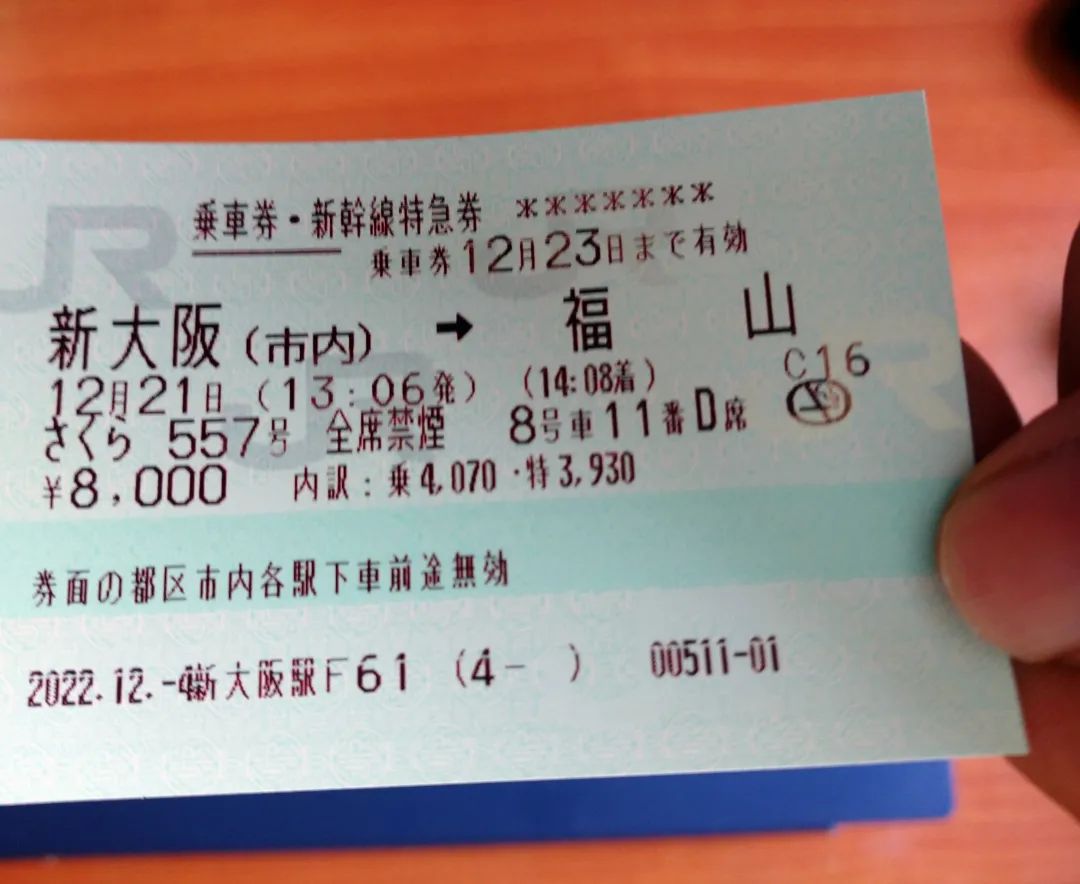 乗車券・新幹線特急券 ＊＊＊＊＊＊＊
乗車券12月23日まで有効
新大阪(市内) ➡ 福山
C16
12月21日 (13:06発) (14:08着)
さくら 557号 全席禁煙 8号車11番D席
¥8,000 内訳:乗4,070・特3,930
券面の都区市内各駅下車前途無効
2022.12.-4新大阪駅F61 (4- ) 00511-01
JR